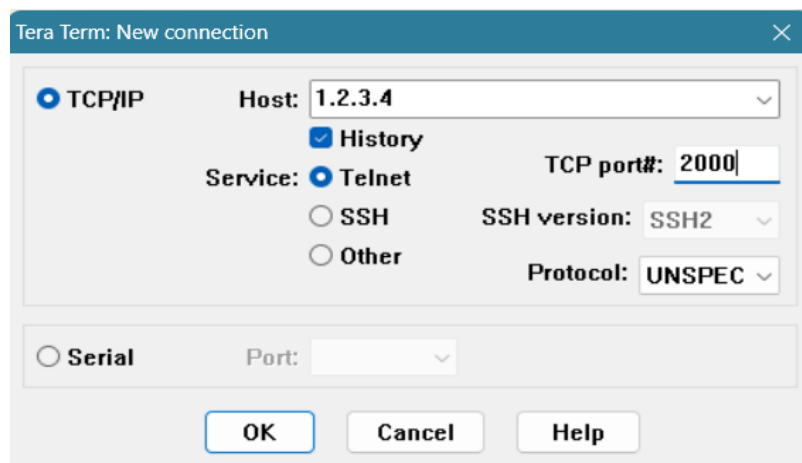 Tera Term: New connection
TCP/IP Host: 1.2.3.4
History
Service: Telnet TCP port#: 2000
SSH SSH version: SSH2
Other Protocol: UNSPEC
Serial Port:
OK Cancel Help